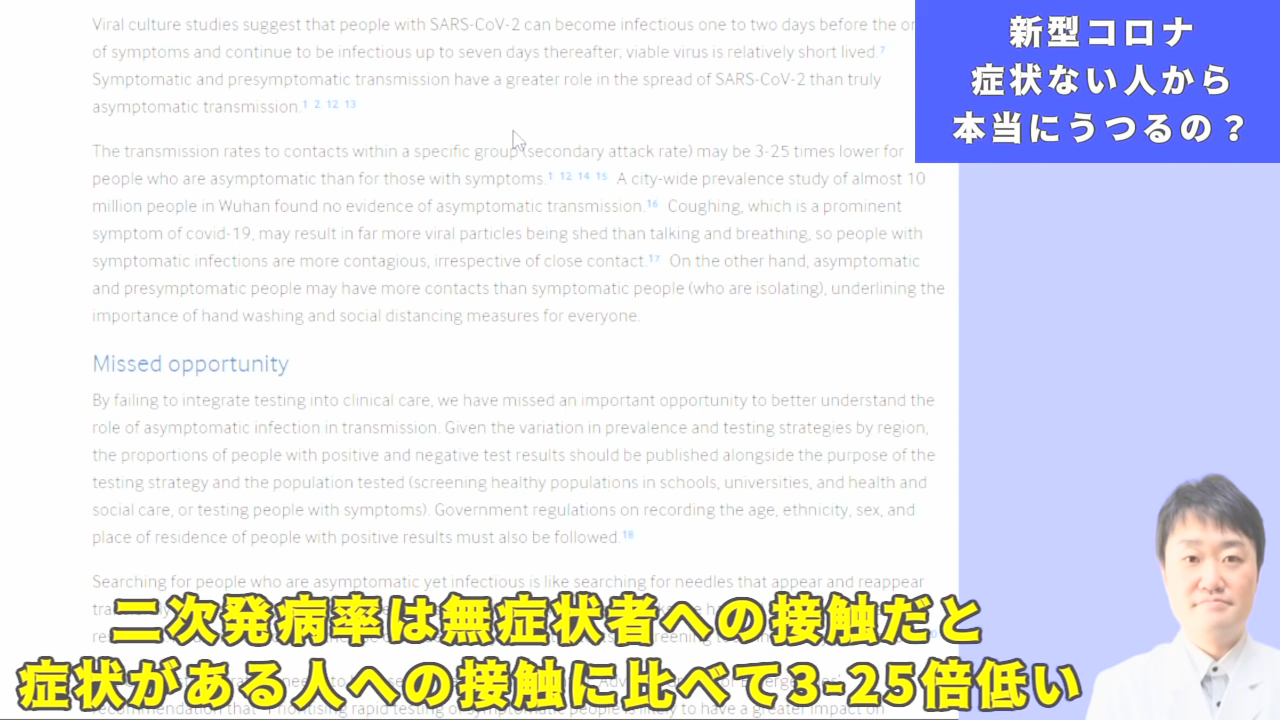 Viral culture studies suggest that people with SARS-CoV-2 can become infectious one to two days before the
of symptoms and continue to be infectious up to seven days thereafter; viable virus is relatively short lived.7
Symptomatic and presymptomatic transmission have a greater role in the spread of SARS-CoV-2 than truly
asymptomatic transmission.1 2 12 13
The transmission rates to contacts within a specific group (secondary attack rate) may be 3-25 times lower for
people who are asymptomatic than for those with symptoms.1 12 14 15 A city-wide prevalence study of almost 10
million people in Wuhan found no evidence of asymptomatic transmission.16 Coughing, which is a prominent
symptom of covid-19, may result in far more viral particles being shed than talking and breathing, so people with
symptomatic infections are more contagious, irrespective of close contact.17 On the other hand, asymptomatic
and presymptomatic people may have more contacts than symptomatic people (who are isolating), underlining the
importance of hand washing and social distancing measures for everyone.
Missed opportunity
By failing to integrate testing into clinical care, we have missed an important opportunity to better understand the
role of asymptomatic infection in transmission. Given the variation in prevalence and testing strategies by region,
the proportions of people with positive and negative test results should be published alongside the purpose of the
testing strategy and the population tested (screening healthy populations in schools, universities, and health and
social care, or testing people with symptoms). Government regulations on recording the age, ethnicity, sex, and
place of residence of people with positive results must also be followed.18
Searching for people who are asymptomatic yet infectious is like searching for needles that appear and reappear
新型コロナ
症状ない人から
本当にうつるの？
二次発病率は無症状者への接触だと
症状がある人への接触に比べて3-25倍低い